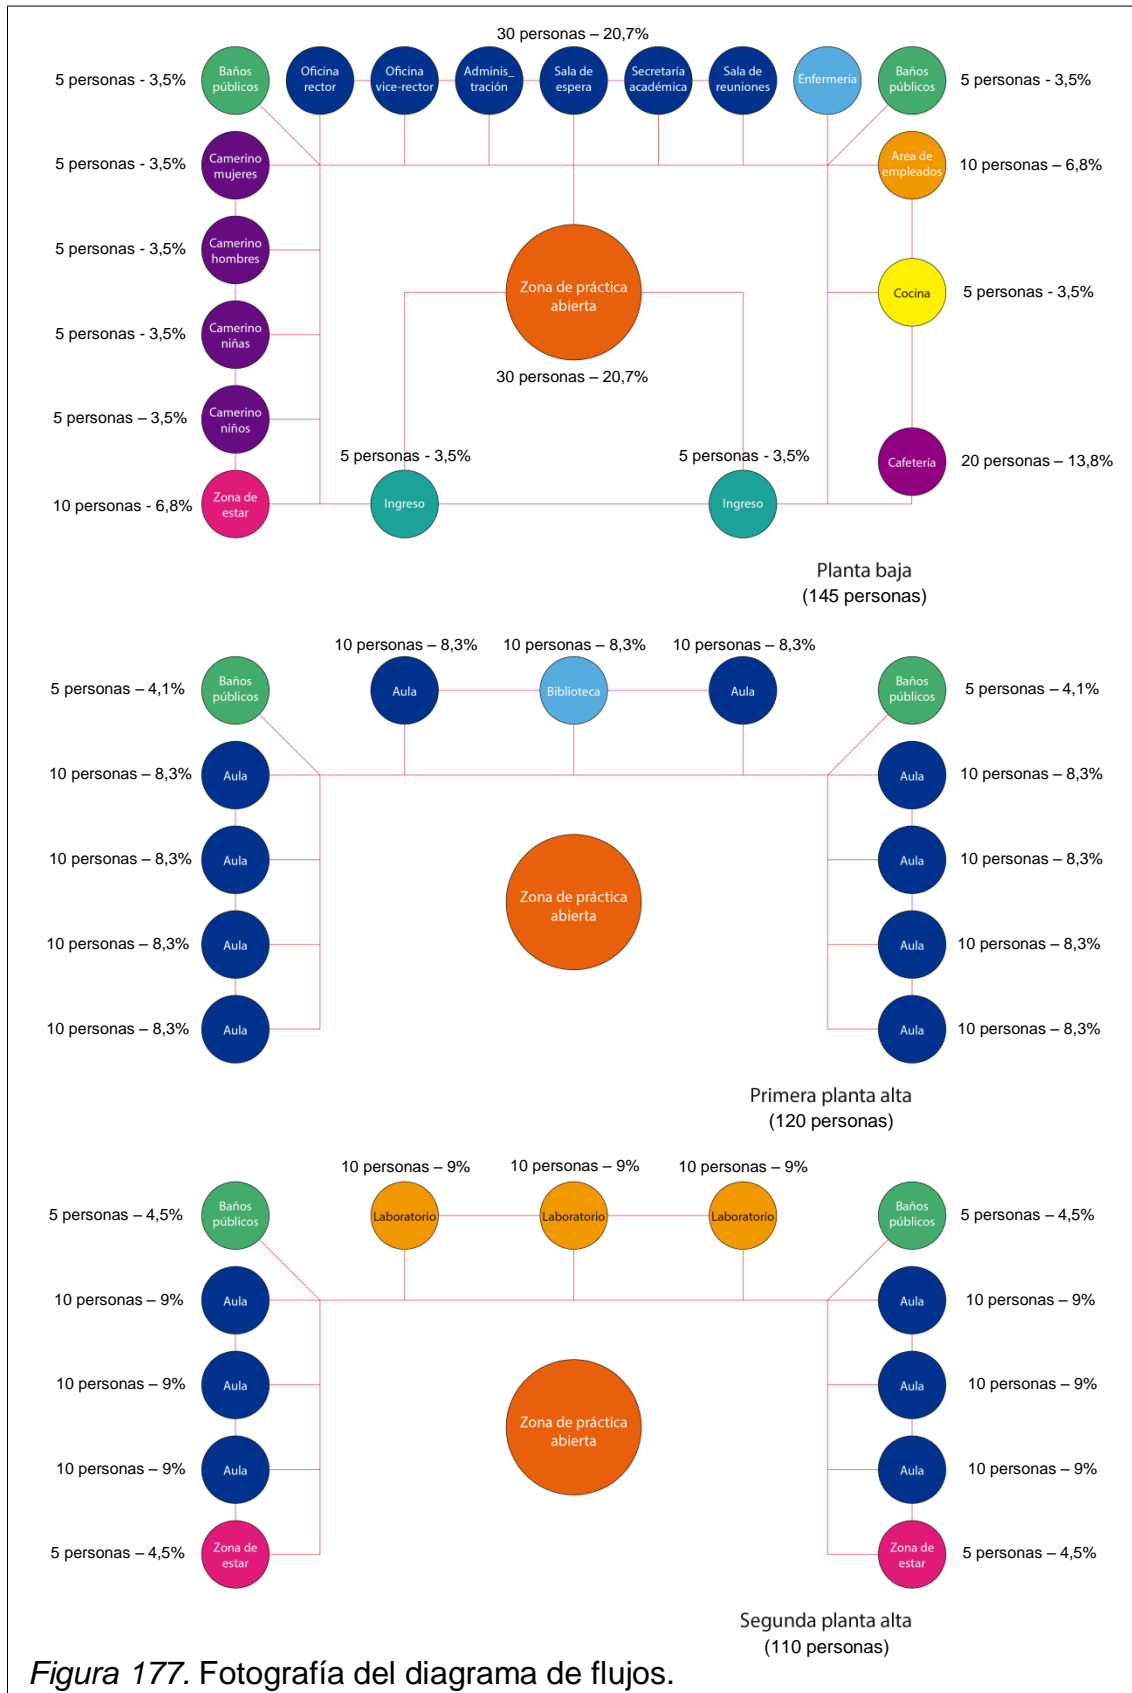 30 personas – 20,7%
5 personas - 3,5%
Baños
públicos
Oficina
rector
Oficina
vice-rector
Adminis_
tración
Sala de
espera
Secretaría
académica
Sala de
reuniones
Enfermería
Baños
públicos
5 personas - 3,5%
5 personas - 3,5%
Camerino
mujeres
Area de
empleados
10 personas – 6,8%
5 personas - 3,5%
Camerino
hombres
Zona de práctica
abierta
Cocina
5 personas - 3,5%
5 personas - 3,5%
Camerino
niñas
30 personas – 20,7%
5 personas – 3,5%
Camerino
niños
5 personas - 3,5%
5 personas - 3,5%
Cafetería
20 personas – 13,8%
10 personas - 6,8%
Zona de
estar
Ingreso
Ingreso
Planta baja
(145 personas)
10 personas – 8,3%
10 personas – 8,3%
10 personas – 8,3%
5 personas – 4,1%
Baños
públicos
Aula
Biblioteca
Aula
Baños
públicos
5 personas – 4,1%
10 personas – 8,3%
Aula
Aula
10 personas – 8,3%
10 personas – 8,3%
Aula
Aula
10 personas – 8,3%
Zona de práctica
abierta
10 personas – 8,3%
Aula
Aula
10 personas – 8,3%
10 personas – 8,3%
Aula
Aula
10 personas – 8,3%
Primera planta alta
(120 personas)
10 personas – 9%
10 personas – 9%
10 personas – 9%
5 personas – 4,5%
Baños
públicos
Laboratorio
Laboratorio
Laboratorio
Baños
públicos
5 personas – 4,5%
10 personas – 9%
Aula
Aula
10 personas – 9%
10 personas – 9%
Aula
Aula
10 personas – 9%
Zona de práctica
abierta
10 personas – 9%
Aula
Aula
10 personas – 9%
5 personas – 4,5%
Zona de
estar
Zona de
estar
5 personas – 4,5%
Segunda planta alta
(110 personas)
Figura 177. Fotografía del diagrama de flujos.